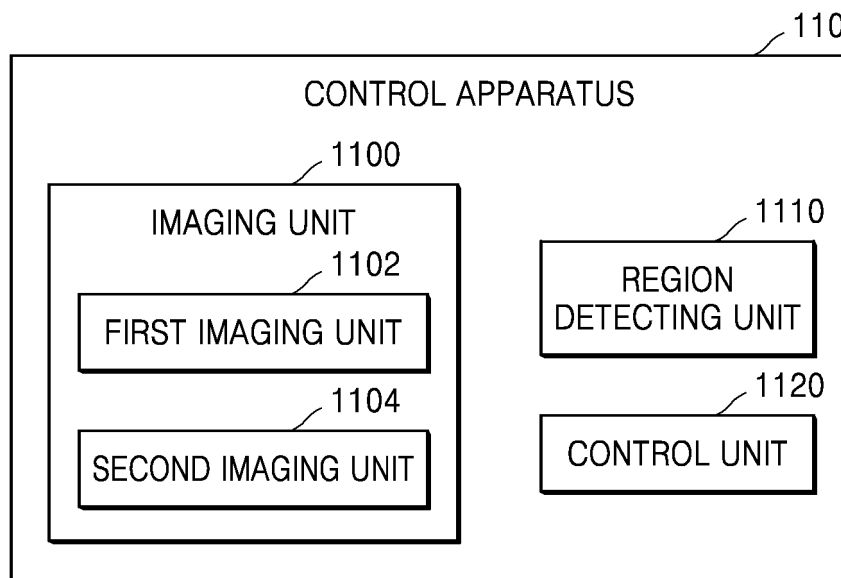 110
CONTROL APPARATUS
1100
IMAGING UNIT
1102
FIRST IMAGING UNIT
1104
SECOND IMAGING UNIT
1110
REGION
DETECTING UNIT
1120
CONTROL UNIT